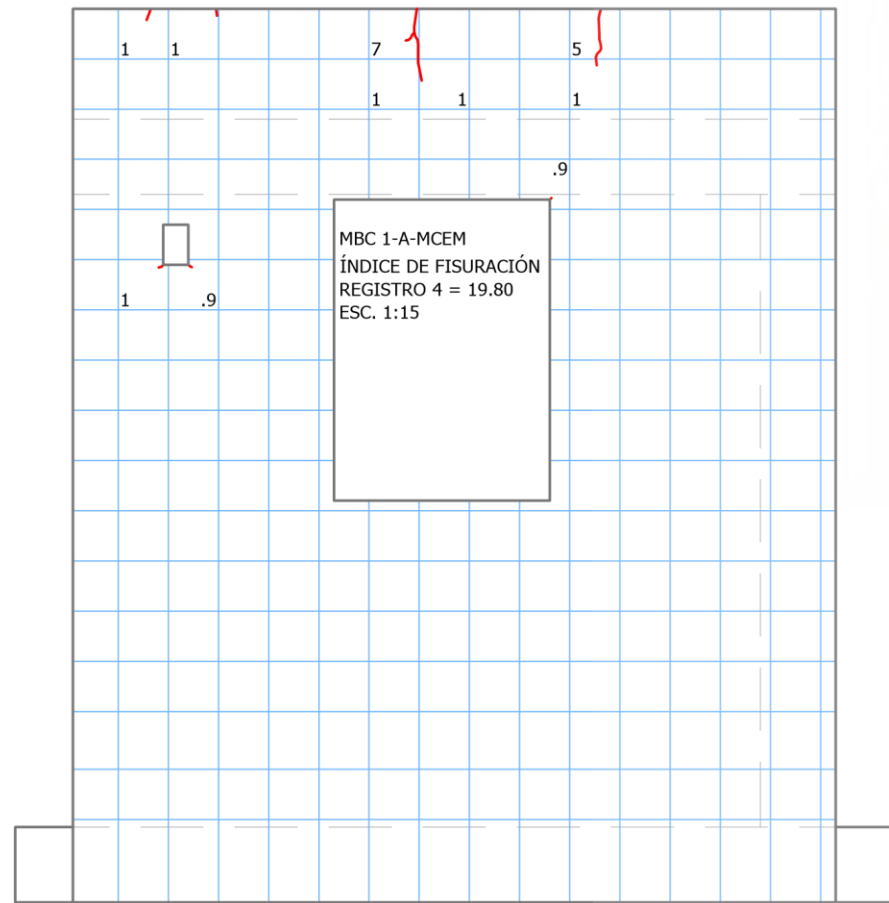 1 1 7 5
1 1 1
.9
MBC 1-A-MCEM
ÍNDICE DE FISURACIÓN
REGISTRO 4 = 19.80
ESC. 1:15
1 .9